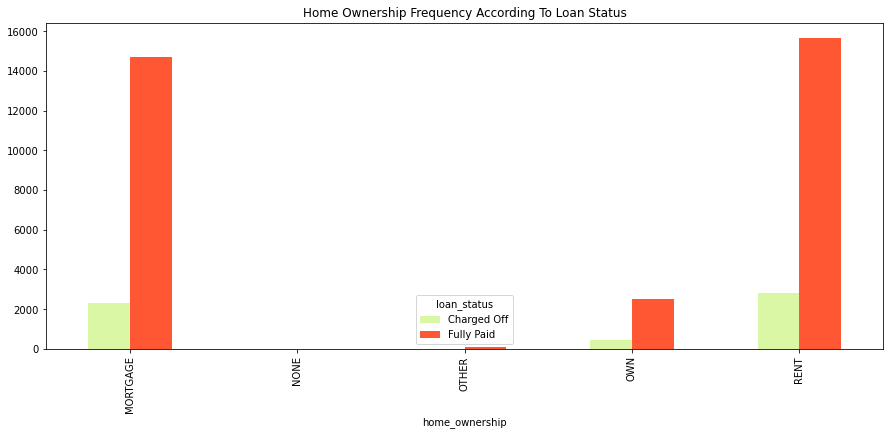 Home Ownership Frequency According To Loan Status
16000
14000
12000
10000
8000
6000
4000
2000
0
loan_status
Charged Off
Fully Paid
MORTGAGE
NONE
OTHER
OWN
RENT
home_ownership